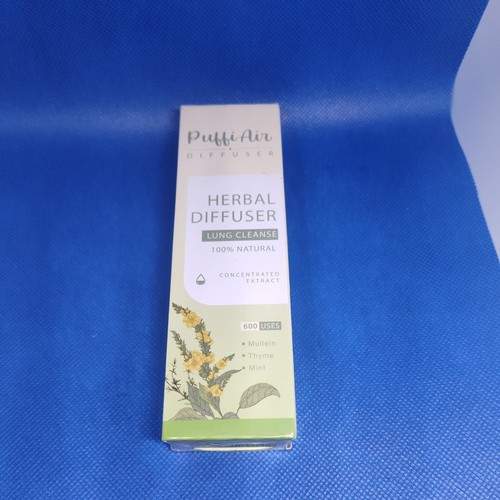 Puffi Air
DIFFUSER
HERBAL
DIFFUSER
LUNG CLEANSE
100% NATURAL
CONCENTRATED
EXTRACT
600 USES
• Mullein
• Thyme
• Mint